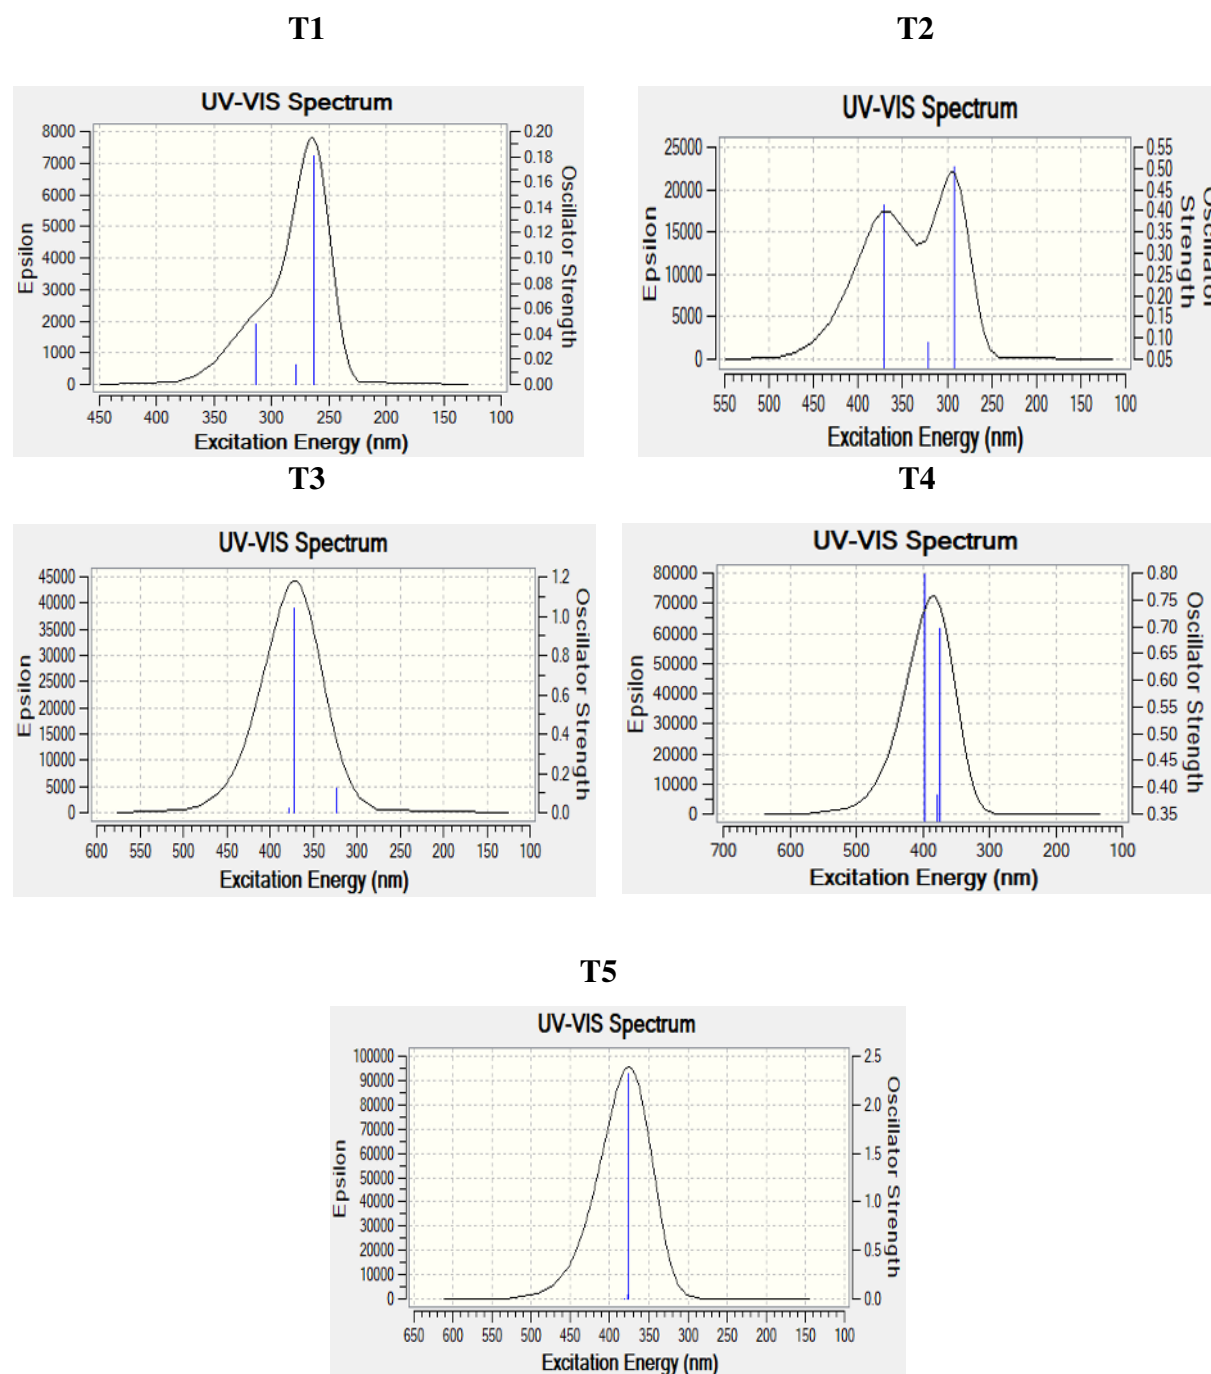 T1
T2
UV-VIS Spectrum
8000
7000
6000
5000
4000
3000
2000
1000
0
Epsilon
0.20
0.18
0.16
0.14
0.12
0.10
0.08
0.06
0.04
0.02
0.00
Oscillator Strength
450 400 350 300 250 200 150 100
Excitation Energy (nm)
UV-VIS Spectrum
25000
20000
15000
10000
5000
0
Epsilon
0.55
0.50
0.45
0.40
0.35
0.30
0.25
0.20
0.15
0.10
0.05
Oscillator
Strength
550 500 450 400 350 300 250 200 150 100
Excitation Energy (nm)
T3
T4
UV-VIS Spectrum
45000
40000
35000
30000
25000
20000
15000
10000
5000
0
Epsilon
1.2
1.0
0.8
0.6
0.4
0.2
0.0
Oscillator Strength
600 550 500 450 400 350 300 250 200 150 100
Excitation Energy (nm)
UV-VIS Spectrum
80000
70000
60000
50000
40000
30000
20000
10000
0
Epsilon
0.80
0.75
0.70
0.65
0.60
0.55
0.50
0.45
0.40
0.35
Oscillator Strength
700 600 500 400 300 200 100
Excitation Energy (nm)
T5
UV-VIS Spectrum
100000
90000
80000
70000
60000
50000
40000
30000
20000
10000
0
Epsilon
2.5
2.0
1.5
1.0
0.5
0.0
Oscillator Strength
650 600 550 500 450 400 350 300 250 200 150 100
Excitation Energy (nm)